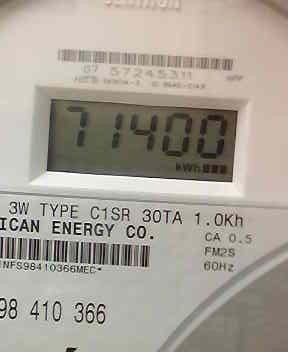 07 57245311
71400
kWh
3W TYPE C1SR 30TA 1.0Kh
ICAN ENERGY CO.
CA 0.5
FM2S
60Hz
INFS98410366MEC*
98 410 366